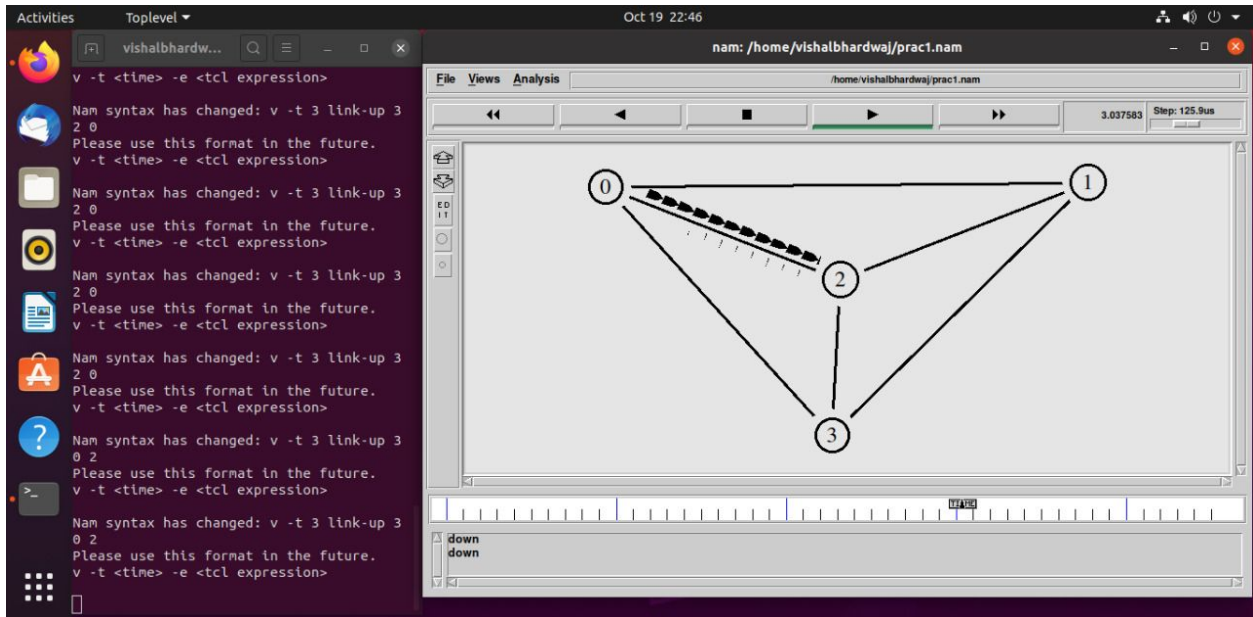 Activities
Toplevel
Oct 19 22:46
vishalbhardw...
v -t <time> -e <tcl expression>
Nam syntax has changed: v -t 3 link-up 3
2 0
Please use this format in the future.
v -t <time> -e <tcl expression>
Nam syntax has changed: v -t 3 link-up 3
2 0
Please use this format in the future.
v -t <time> -e <tcl expression>
Nam syntax has changed: v -t 3 link-up 3
2 0
Please use this format in the future.
v -t <time> -e <tcl expression>
Nam syntax has changed: v -t 3 link-up 3
2 0
Please use this format in the future.
v -t <time> -e <tcl expression>
Nam syntax has changed: v -t 3 link-up 3
0 2
Please use this format in the future.
v -t <time> -e <tcl expression>
Nam syntax has changed: v -t 3 link-up 3
0 2
Please use this format in the future.
v -t <time> -e <tcl expression>
nam: /home/vishalbhardwaj/prac1.nam
File Views Analysis
/home/vishalbhardwaj/prac1.nam
3.037583
Step: 125.9us
ED
IT
0
1
2
3
TIME
down
down